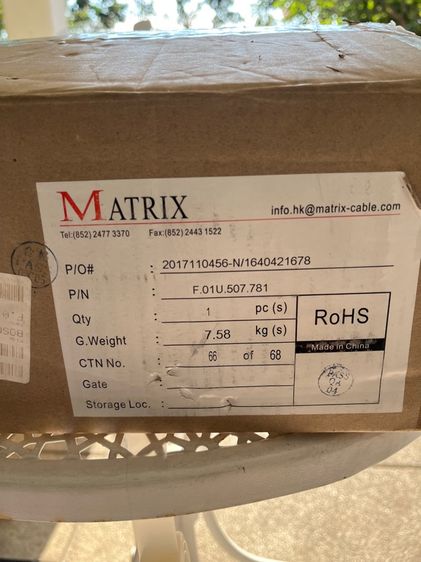 MATRIX
info.hk@matrix-cable.com
Tel:(852) 2477 3370 Fax:(852) 2443 1522
P/O# : 2017110456-N/1640421678
P/N : F.01U.507.781
Qty : 1 pc (s)
G.Weight : 7.58 kg (s)
CTN No. : 66 of 68
Gate :
Storage Loc. :
RoHS
Made in China
PASS
04